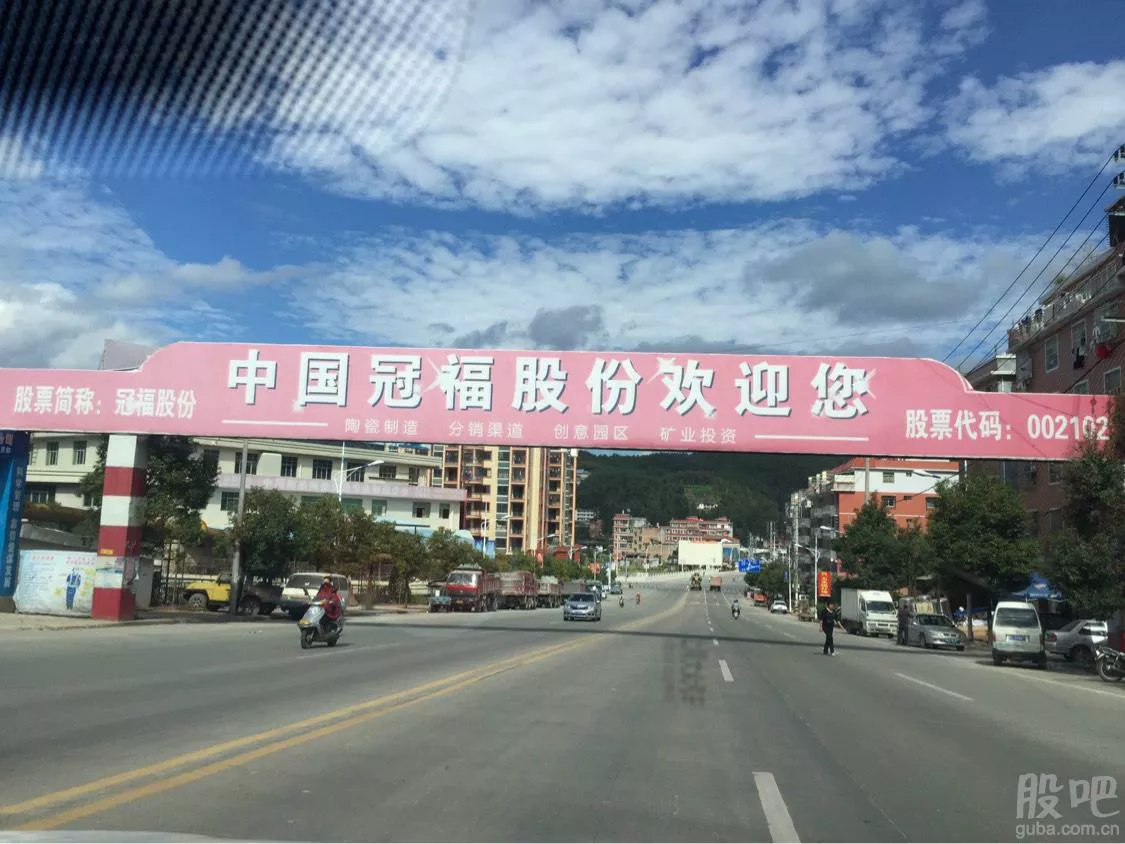 中国冠福股份欢迎您
股票简称：冠福股份
陶瓷制造 分销渠道 创意园区 矿业投资
股票代码：002102
股吧
guba.com.cn